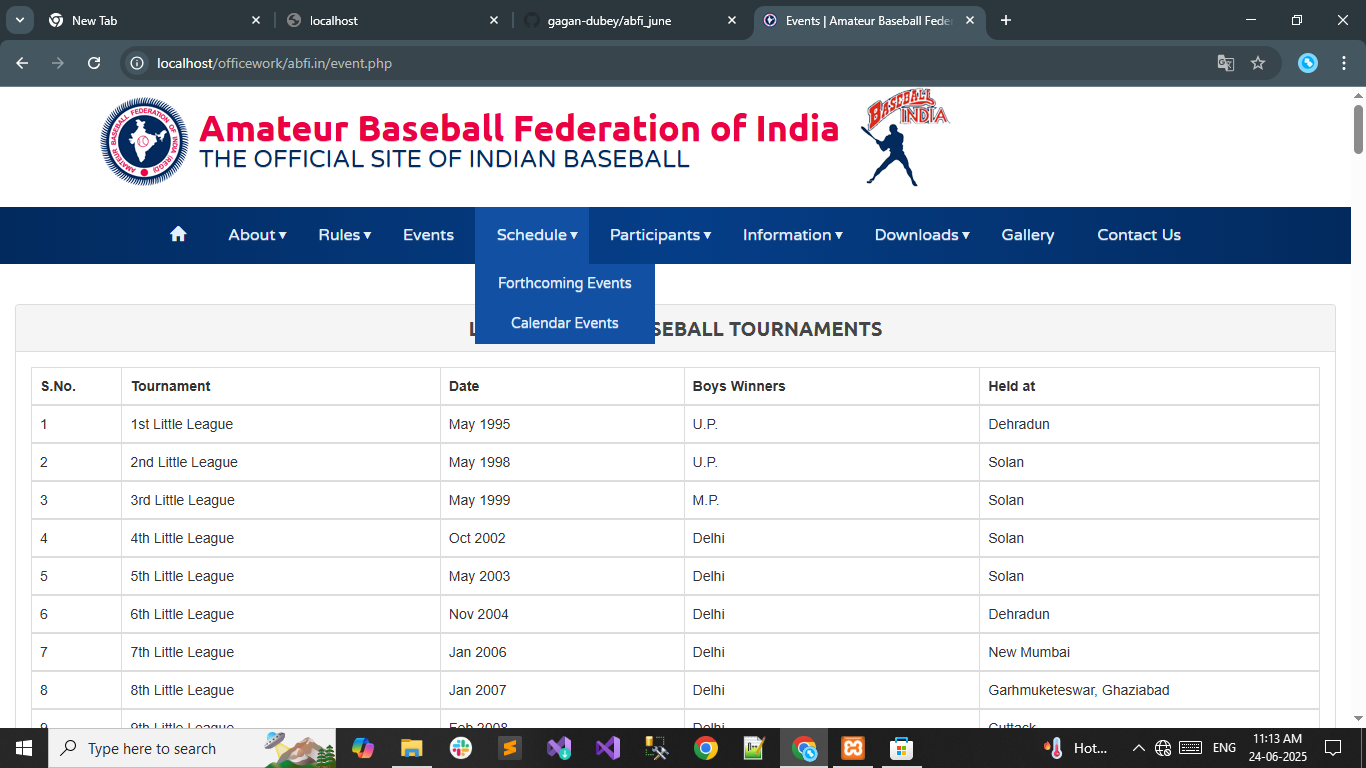 New Tab
localhost
gagan-dubey/abfi_june
Events | Amateur Baseball Fede
localhost/officework/abfi.in/event.php
AMATEUR BASEBALL FEDERATION OF INDIA (REGD)
Amateur Baseball Federation of India
THE OFFICIAL SITE OF INDIAN BASEBALL
BASEBALL
INDIA
About ▾ Rules ▾ Events Schedule ▾ Participants ▾ Information ▾ Downloads ▾ Gallery Contact Us
Forthcoming Events
Calendar Events
SEBALL TOURNAMENTS
S.No. Tournament Date Boys Winners Held at
1 1st Little League May 1995 U.P. Dehradun
2 2nd Little League May 1998 U.P. Solan
3 3rd Little League May 1999 M.P. Solan
4 4th Little League Oct 2002 Delhi Solan
5 5th Little League May 2003 Delhi Solan
6 6th Little League Nov 2004 Delhi Dehradun
7 7th Little League Jan 2006 Delhi New Mumbai
8 8th Little League Jan 2007 Delhi Garhmuketeswar, Ghaziabad
9 9th Little League Feb 2008 Delhi Cuttack
Type here to search
Hot...
ENG
11:13 AM
24-06-2025